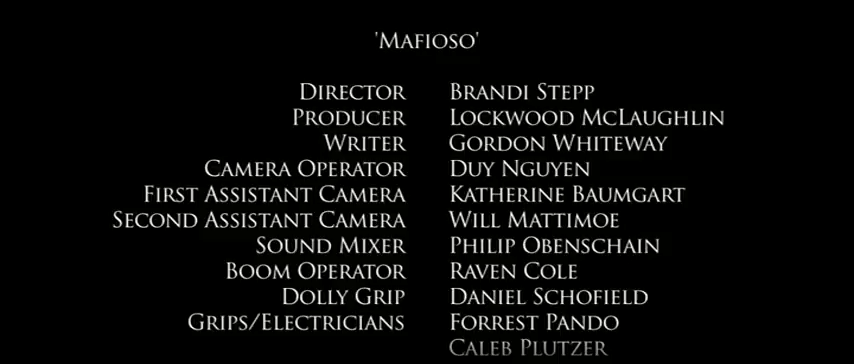 'Mafioso'
Director Brandi Stepp
Producer Lockwood McLaughlin
Writer Gordon Whiteway
Camera Operator Duy Nguyen
First Assistant Camera Katherine Baumgart
Second Assistant Camera Will Mattimoe
Sound Mixer Philip Obenschain
Boom Operator Raven Cole
Dolly Grip Daniel Schofield
Grips/Electricians Forrest Pando
Caleb Plutzer